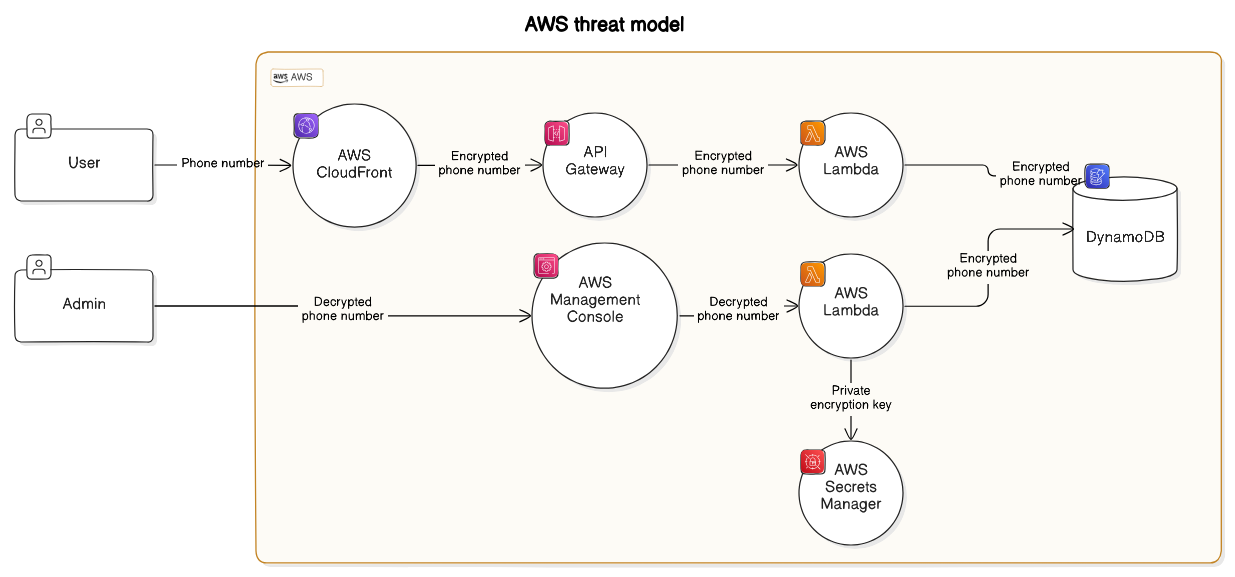 AWS threat model
aws AWS
User
Phone number
AWS
CloudFront
Encrypted
phone number
API
Gateway
Encrypted
phone number
AWS
Lambda
Encrypted
phone number
DynamoDB
Admin
Decrypted
phone number
AWS
Management
Console
Decrypted
phone number
AWS
Lambda
Encrypted
phone number
Private
encryption key
AWS
Secrets
Manager